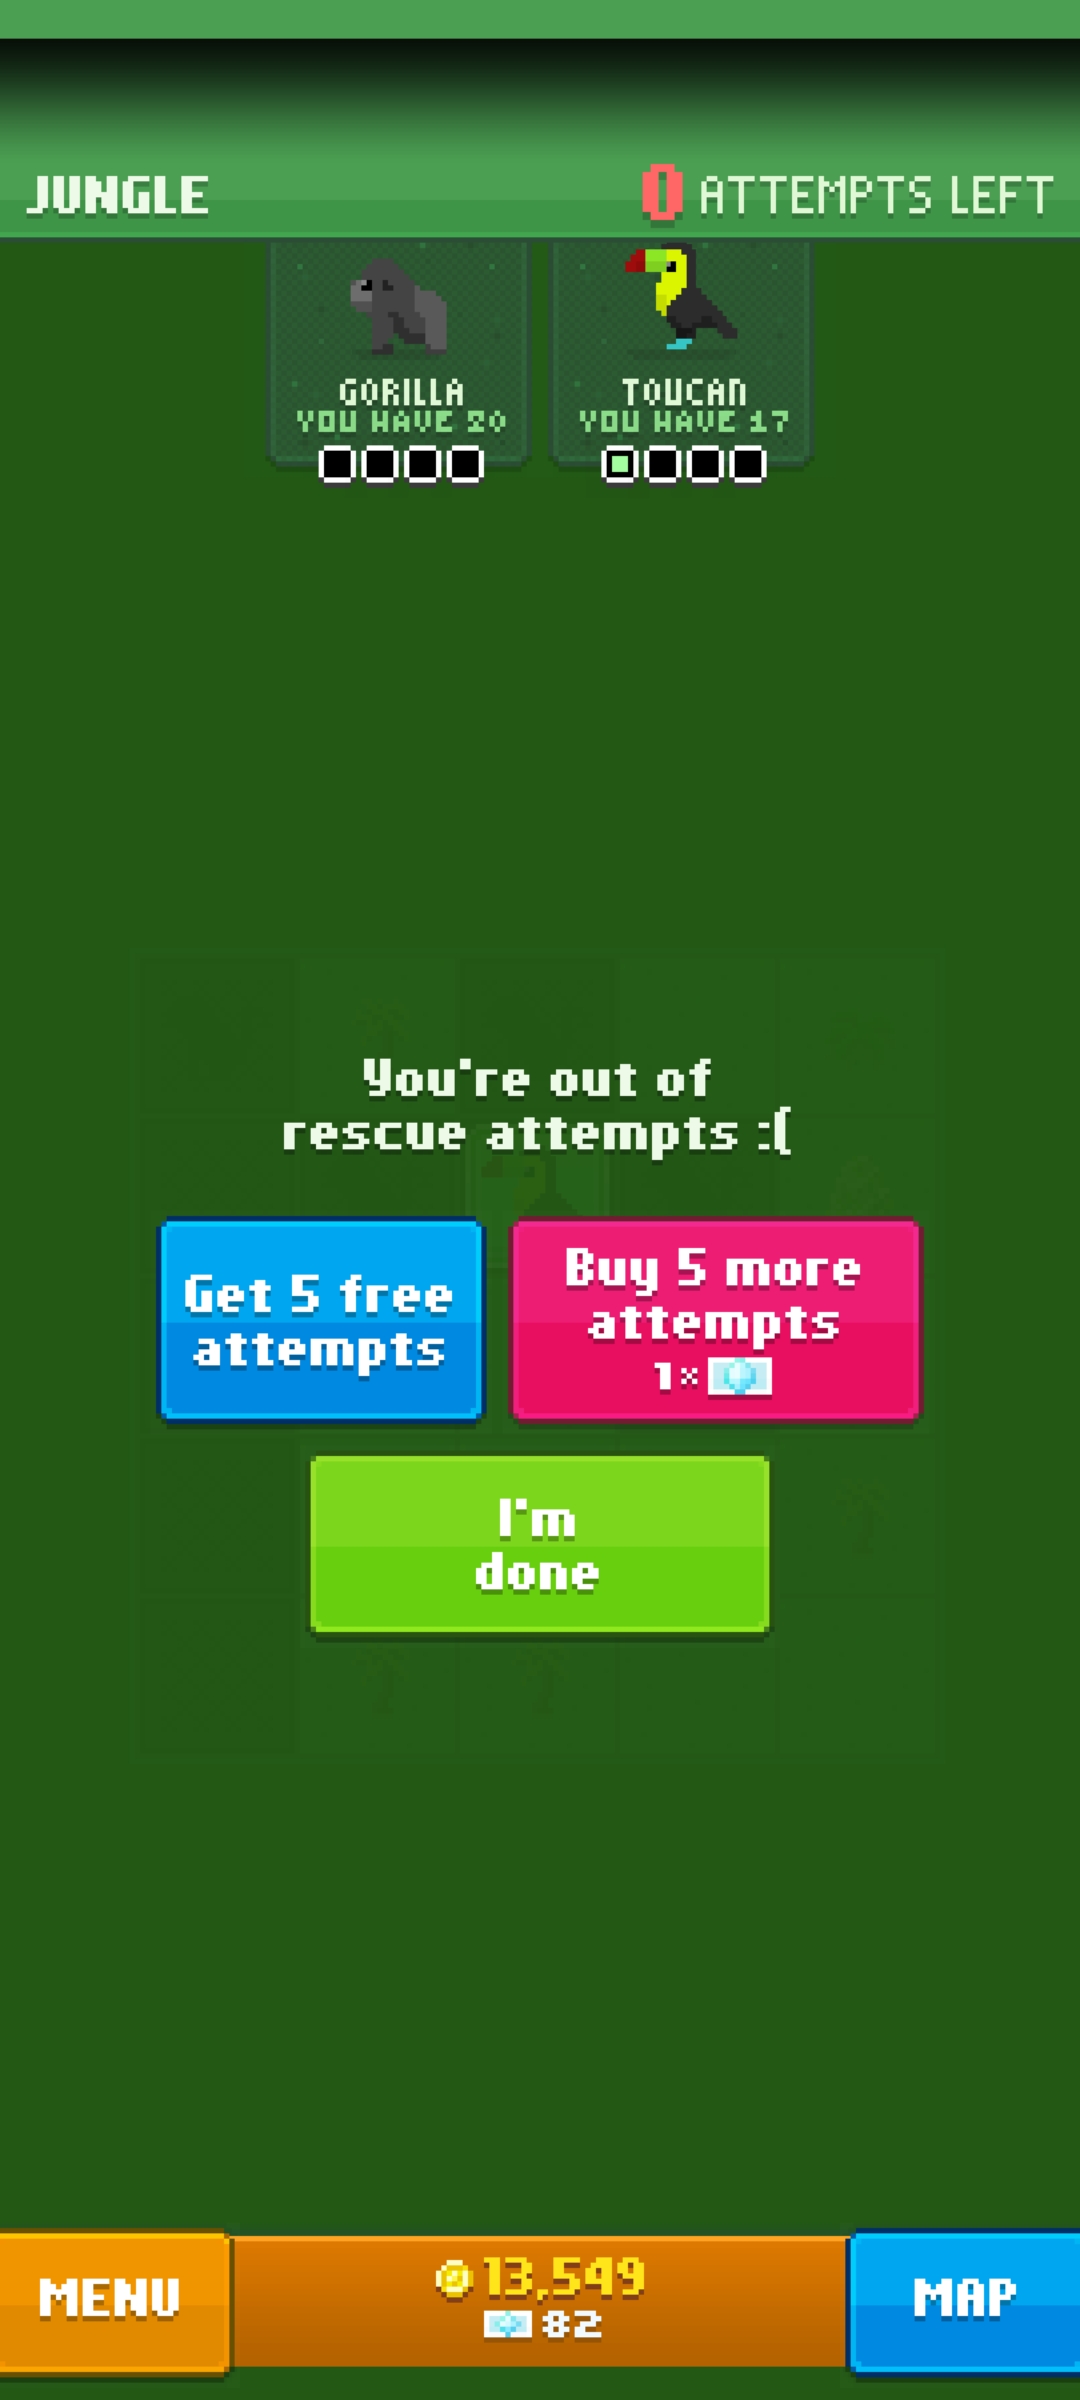 JUNGLE
0 ATTEMPTS LEFT
GORILLA
YOU HAVE 20
TOUCAN
YOU HAVE 17
You're out of
rescue attempts :(
Get 5 free
attempts
Buy 5 more
attempts
1×
I'm
done
MENU
13,549
82
MAP